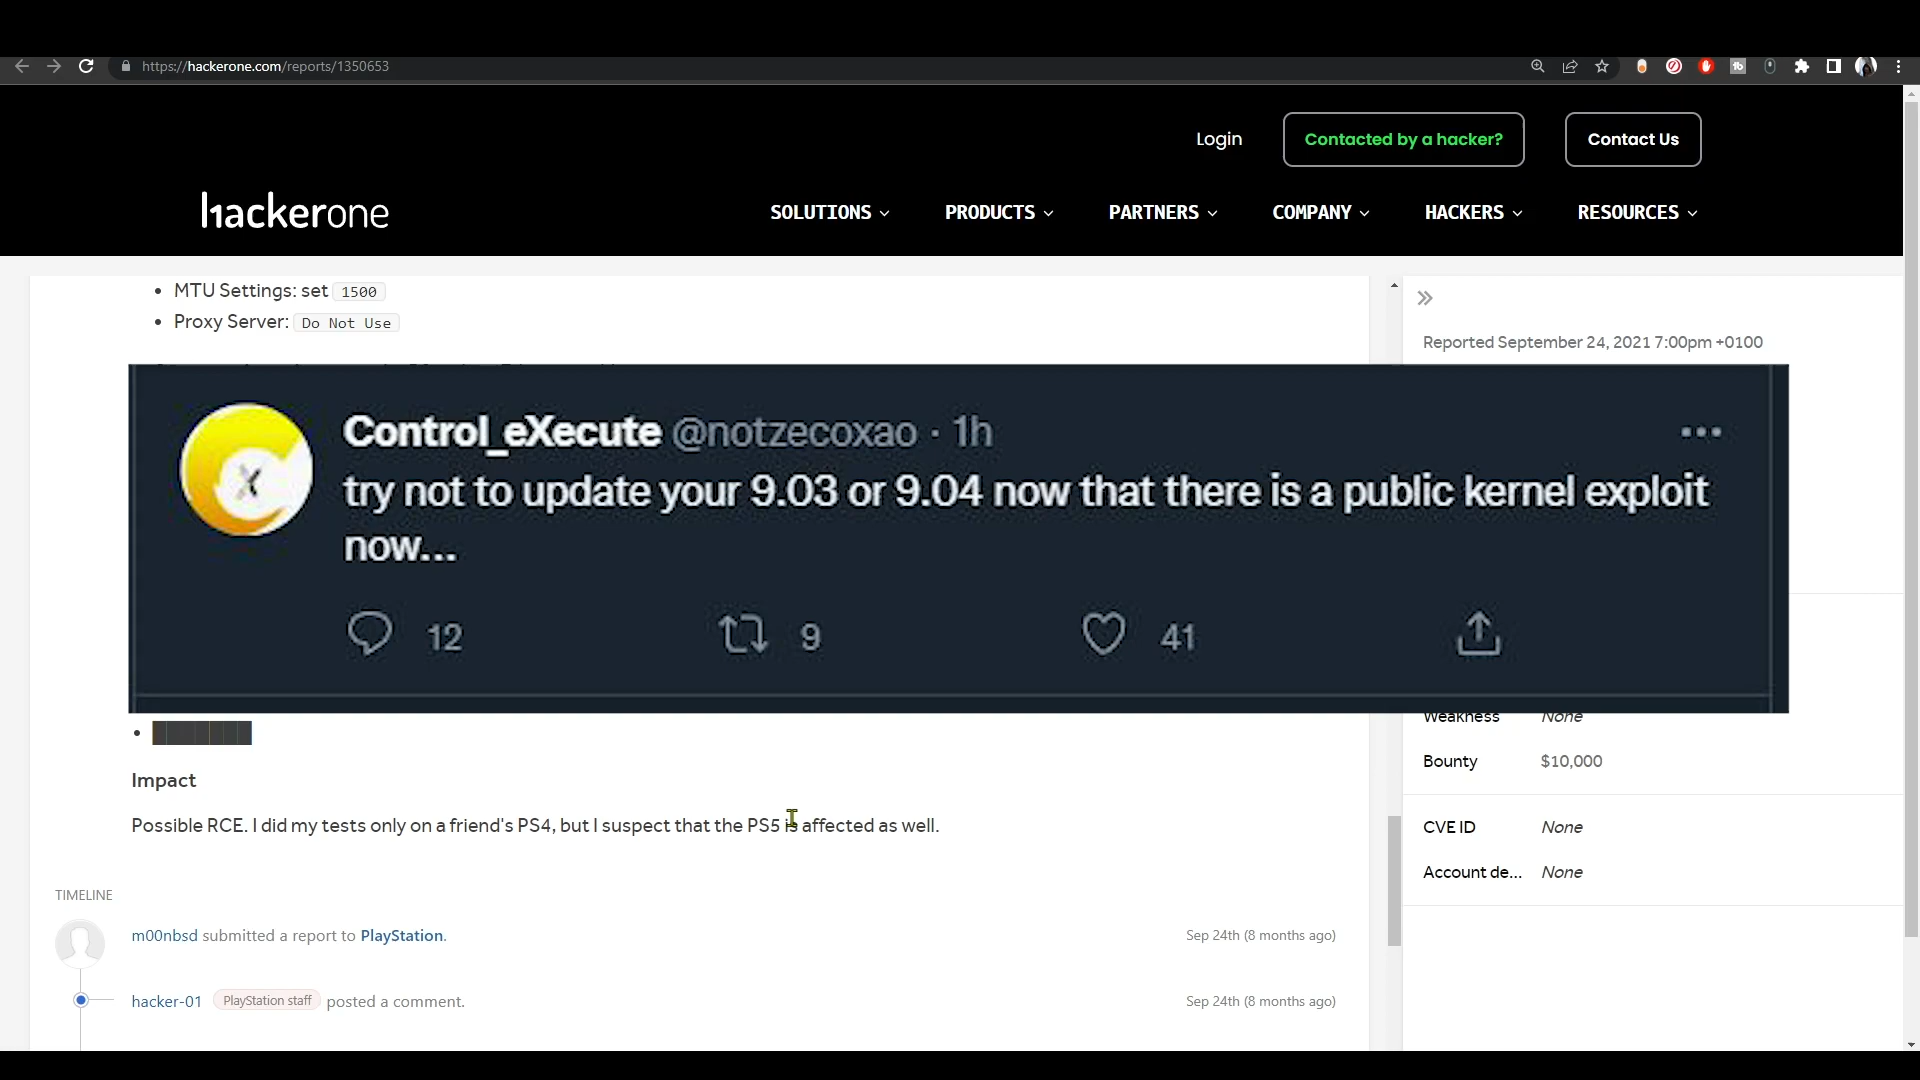 https://hackerone.com/reports/1350653
Login
Contacted by a hacker?
Contact Us
hackerone
SOLUTIONS
PRODUCTS
PARTNERS
COMPANY
HACKERS
RESOURCES
• MTU Settings: set 1500
• Proxy Server: Do Not Use
Reported September 24, 2021 7:00pm +0100
Control_eXecute @notzecoxao · 1h
try not to update your 9.03 or 9.04 now that there is a public kernel exploit
now...
12
9
41
Weakness None
Bounty $10,000
Impact
Possible RCE. I did my tests only on a friend's PS4, but I suspect that the PS5 is affected as well.
CVE ID None
Account de... None
TIMELINE
m00nbsd submitted a report to PlayStation.
Sep 24th (8 months ago)
hacker-01 PlayStation staff posted a comment.
Sep 24th (8 months ago)